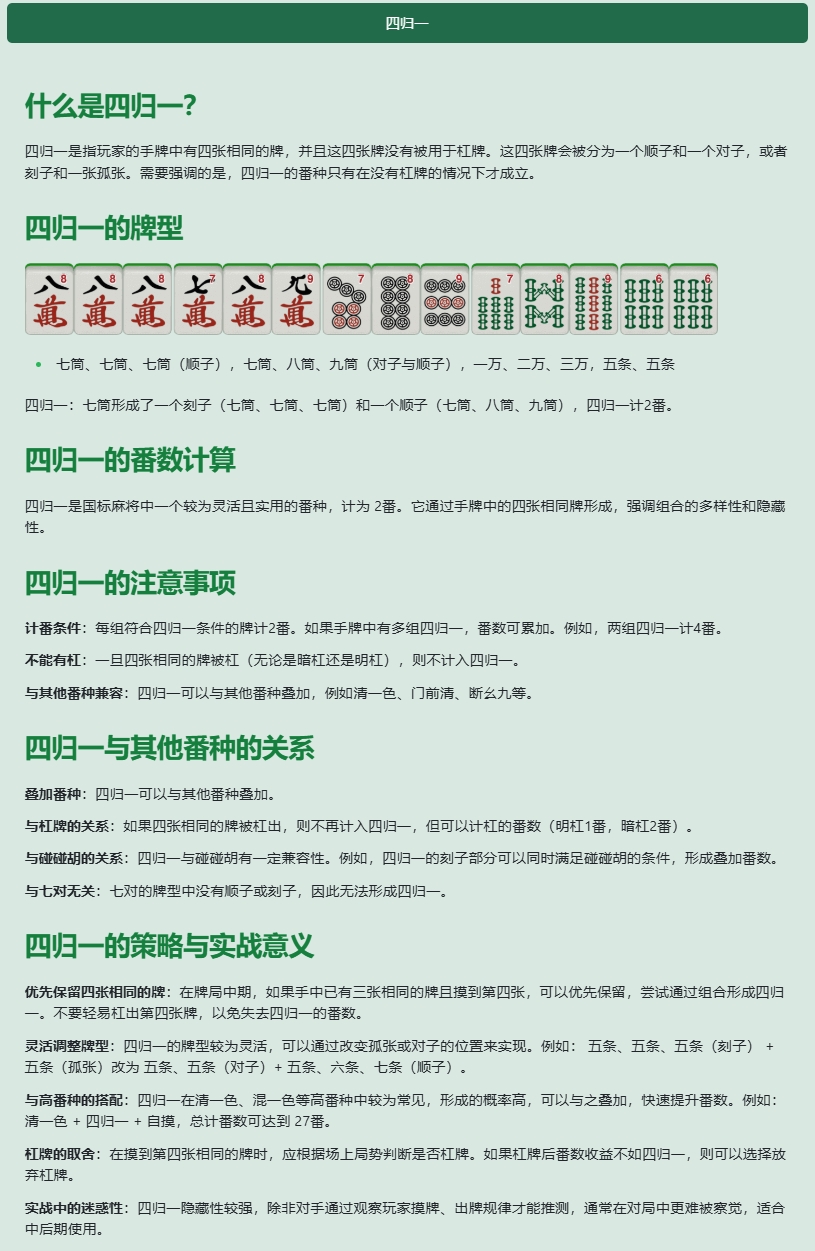 四归一
什么是四归一？
四归一是指玩家的手牌中有四张相同的牌，并且这四张牌没有被用于杠牌。这四张牌会被分为一个顺子和一个对子，或者
刻子和一张孤张。需要强调的是，四归一的番种只有在没有杠牌的情况下才成立。
四归一的牌型
八萬8 八萬8 八萬8 七萬7 八萬8 九萬9 7 8 9 7 8 9 6 6
七筒、七筒、七筒（顺子），七筒、八筒、九筒（对子与顺子），一万、二万、三万，五条、五条
四归一：七筒形成了一个刻子（七筒、七筒、七筒）和一个顺子（七筒、八筒、九筒），四归一计2番。
四归一的番数计算
四归一是国标麻将中一个较为灵活且实用的番种，计为 2番。它通过手牌中的四张相同牌形成，强调组合的多样性和隐藏
性。
四归一的注意事项
计番条件：每组符合四归一条件的牌计2番。如果手牌中有多组四归一，番数可累加。例如，两组四归一计4番。
不能有杠：一旦四张相同的牌被杠（无论是暗杠还是明杠），则不计入四归一。
与其他番种兼容：四归一可以与其他番种叠加，例如清一色、门前清、断幺九等。
四归一与其他番种的关系
叠加番种：四归一可以与其他番种叠加。
与杠牌的关系：如果四张相同的牌被杠出，则不再计入四归一，但可以计杠的番数（明杠1番，暗杠2番）。
与碰碰胡的关系：四归一与碰碰胡有一定兼容性。例如，四归一的刻子部分可以同时满足碰碰胡的条件，形成叠加番数。
与七对无关：七对的牌型中没有顺子或刻子，因此无法形成四归一。
四归一的策略与实战意义
优先保留四张相同的牌：在牌局中期，如果手中已有三张相同的牌且摸到第四张，可以优先保留，尝试通过组合形成四归
一。不要轻易杠出第四张牌，以免失去四归一的番数。
灵活调整牌型：四归一的牌型较为灵活，可以通过改变孤张或对子的位置来实现。例如： 五条、五条、五条（刻子） +
五条（孤张）改为 五条、五条（对子）+ 五条、六条、七条（顺子）。
与高番种的搭配：四归一在清一色、混一色等高番种中较为常见，形成的概率高，可以与之叠加，快速提升番数。例如：
清一色 + 四归一 + 自摸，总计番数可达到 27番。
杠牌的取舍：在摸到第四张相同的牌时，应根据场上局势判断是否杠牌。如果杠牌后番数收益不如四归一，则可以选择放
弃杠牌。
实战中的迷惑性：四归一隐藏性较强，除非对手通过观察玩家摸牌、出牌规律才能推测，通常在对局中更难被察觉，适合
中后期使用。